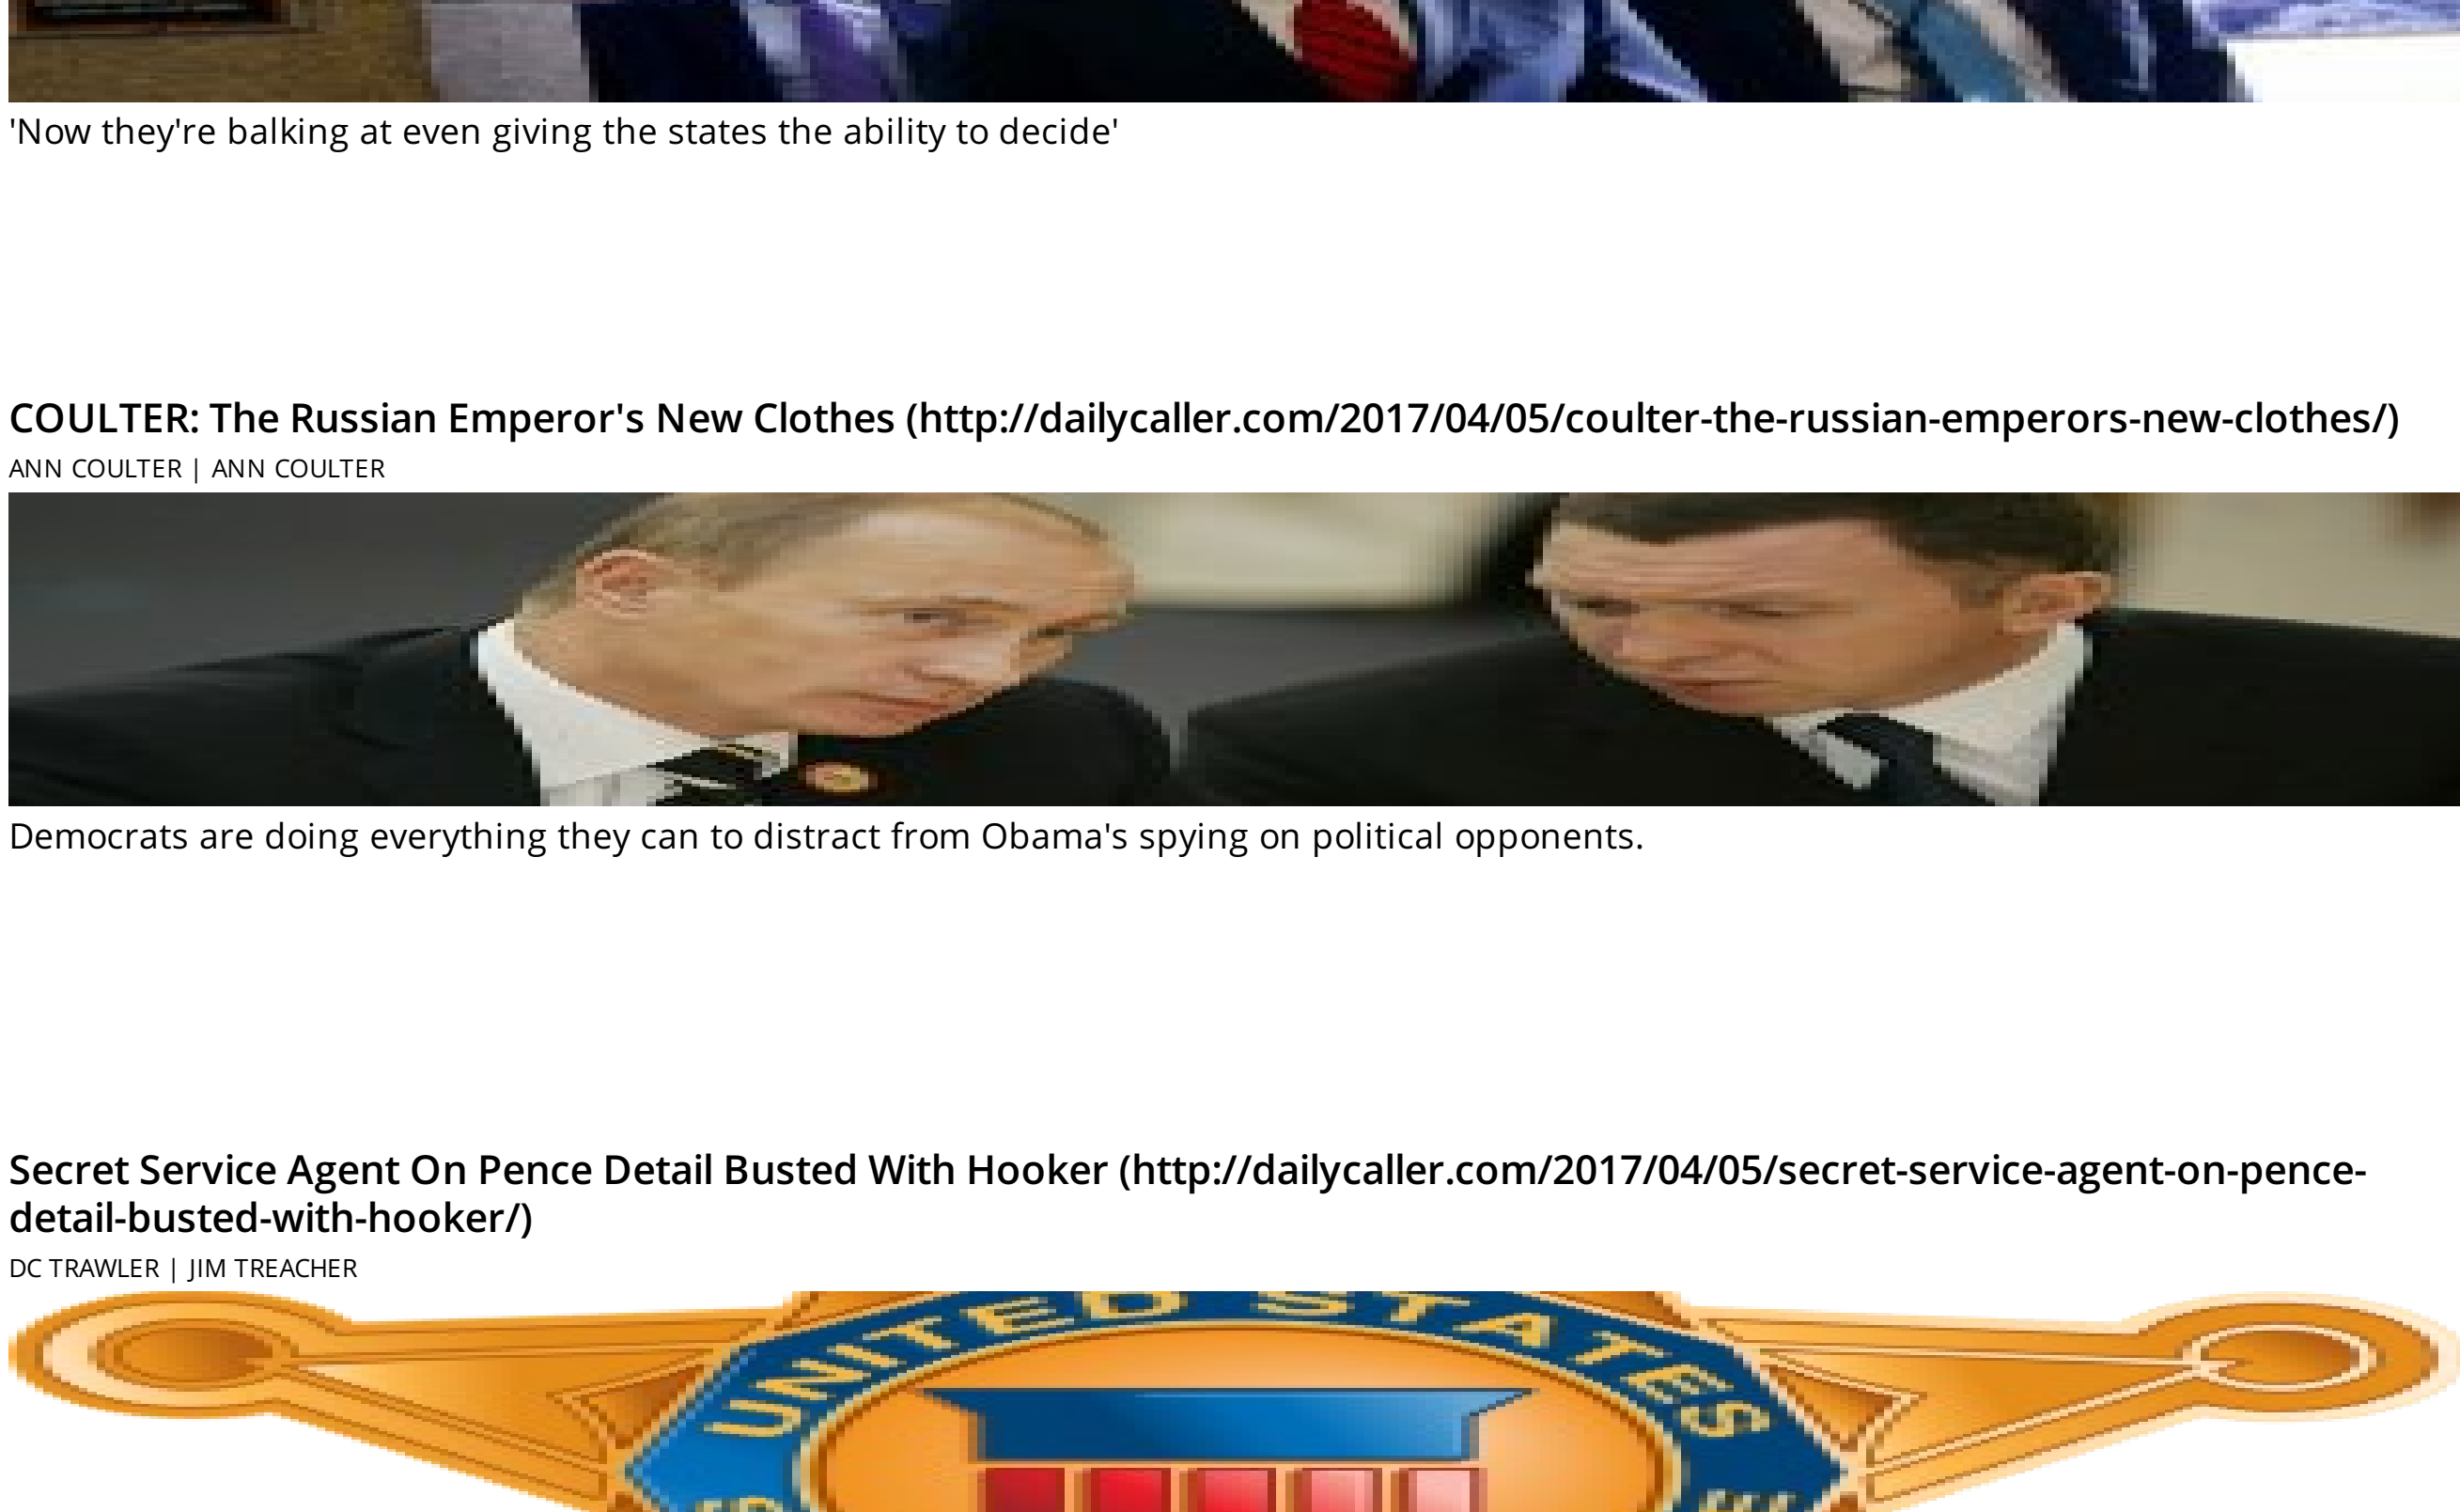 'Now they're balking at even giving the states the ability to decide'
COULTER: The Russian Emperor's New Clothes (http://dailycaller.com/2017/04/05/coulter-the-russian-emperors-new-clothes/)
ANN COULTER | ANN COULTER
Democrats are doing everything they can to distract from Obama's spying on political opponents.
Secret Service Agent On Pence Detail Busted With Hooker (http://dailycaller.com/2017/04/05/secret-service-agent-on-pence-
detail-busted-with-hooker/)
DC TRAWLER | JIM TREACHER
UNITED STATES